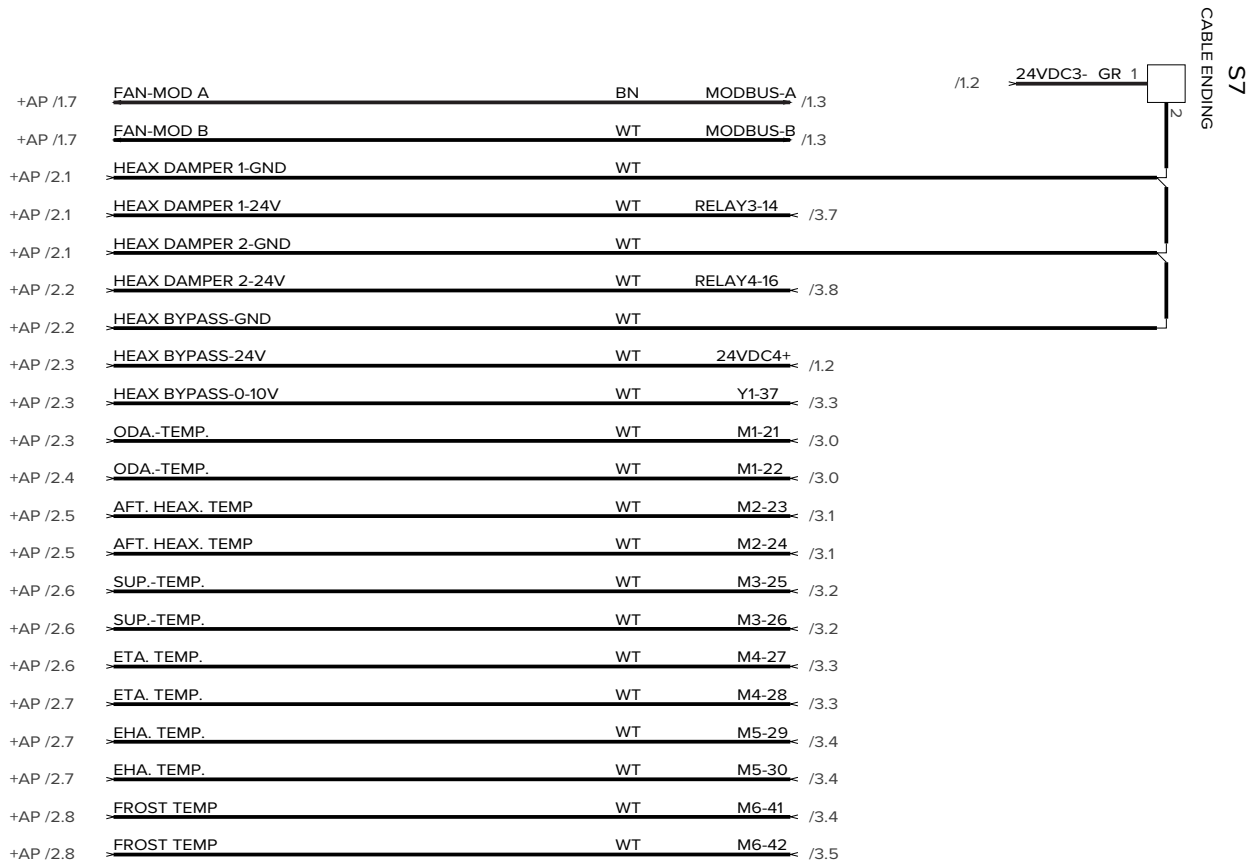 S7
CABLE ENDING
/1.2 24VDC3- GR 1
2
+AP /1.7 FAN-MOD A BN MODBUS-A /1.3
+AP /1.7 FAN-MOD B WT MODBUS-B /1.3
+AP /2.1 HEAX DAMPER 1-GND WT
+AP /2.1 HEAX DAMPER 1-24V WT RELAY3-14 /3.7
+AP /2.1 HEAX DAMPER 2-GND WT
+AP /2.2 HEAX DAMPER 2-24V WT RELAY4-16 /3.8
+AP /2.2 HEAX BYPASS-GND WT
+AP /2.3 HEAX BYPASS-24V WT 24VDC4+ /1.2
+AP /2.3 HEAX BYPASS-0-10V WT Y1-37 /3.3
+AP /2.3 ODA.-TEMP. WT M1-21 /3.0
+AP /2.4 ODA.-TEMP. WT M1-22 /3.0
+AP /2.5 AFT. HEAX. TEMP WT M2-23 /3.1
+AP /2.5 AFT. HEAX. TEMP WT M2-24 /3.1
+AP /2.6 SUP.-TEMP. WT M3-25 /3.2
+AP /2.6 SUP.-TEMP. WT M3-26 /3.2
+AP /2.6 ETA. TEMP. WT M4-27 /3.3
+AP /2.7 ETA. TEMP. WT M4-28 /3.3
+AP /2.7 EHA. TEMP. WT M5-29 /3.4
+AP /2.7 EHA. TEMP. WT M5-30 /3.4
+AP /2.8 FROST TEMP WT M6-41 /3.4
+AP /2.8 FROST TEMP WT M6-42 /3.5